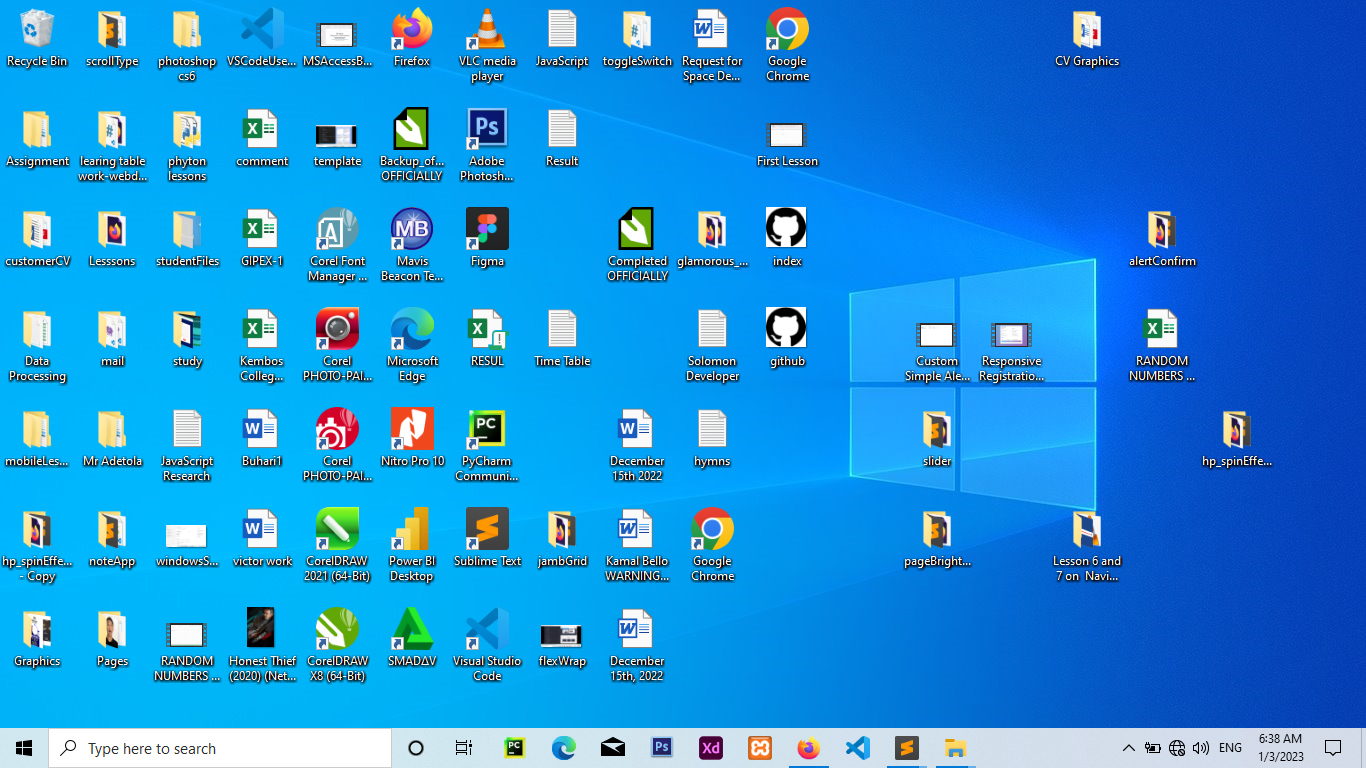 Recycle Bin
scrollType
photoshop
cs6
VSCodeUse...
MSAccessB...
Firefox
VLC media
player
JavaScript
toggleSwitch
Request for
Space De...
Google
Chrome
CV Graphics
Assignment
learing table
work-webd...
phyton
lessons
comment
template
Backup_of...
OFFICIALLY
Ps
Adobe
Photosh...
Result
First Lesson
customerCV
Lesssons
studentFiles
GIPEX-1
Corel Font
Manager ...
MB
Mavis
Beacon Te...
Figma
Completed
OFFICIALLY
glamorous_...
index
alertConfirm
Data
Processing
mail
study
Kembos
Colleg...
Corel
PHOTO-PAI...
Microsoft
Edge
RESUL
Time Table
Solomon
Developer
github
Custom
Simple Ale...
Responsive
Registratio...
RANDOM
NUMBERS ...
mobileLes...
Mr Adetola
JavaScript
Research
Buhari1
Corel
PHOTO-PAI...
Nitro Pro 10
PC
PyCharm
Communi...
December
15th 2022
hymns
slider
hp_spinEffe...
hp_spinEffe...
- Copy
noteApp
windowsS...
victor work
CorelDRAW
2021 (64-Bit)
Power BI
Desktop
Sublime Text
jambGrid
Kamal Bello
WARNING...
Google
Chrome
pageBright...
Lesson 6 and
7 on Navi...
Graphics
Pages
RANDOM
NUMBERS ...
Honest Thief
(2020) (Net...
CorelDRAW
X8 (64-Bit)
SMADΔV
Visual Studio
Code
flexWrap
December
15th, 2022
Type here to search
PC
Ps
Xd
ENG
6:38 AM
1/3/2023